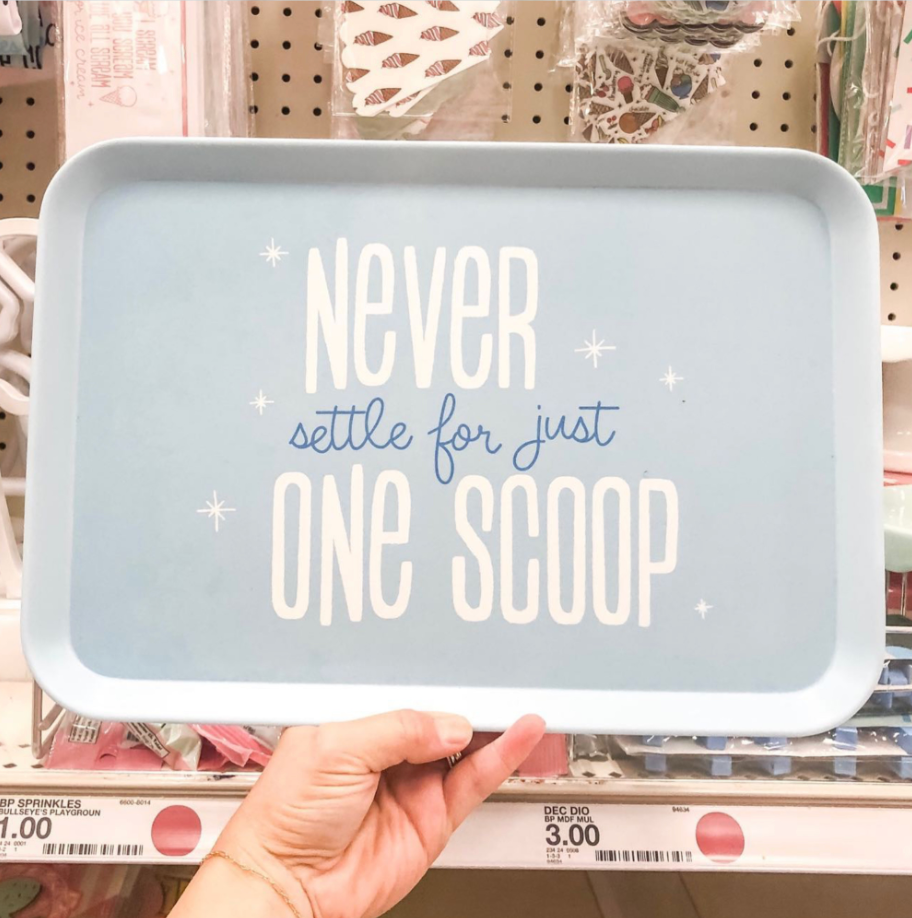 NeVeR
settle for just
ONe SCOOP
BP SPRINKLES
BULLSEYE'S PLAYGROUN
1.00
DEC DIO
BP MDF MUL
3.00